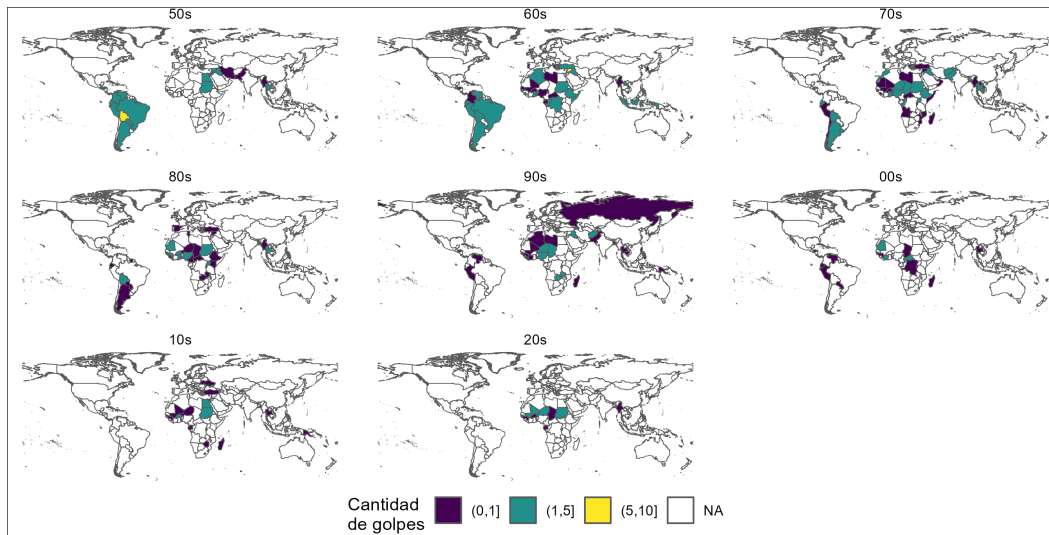 50s
60s
70s
80s
90s
00s
10s
20s
Cantidad
de golpes
(0,1]
(1,5]
(5,10]
NA